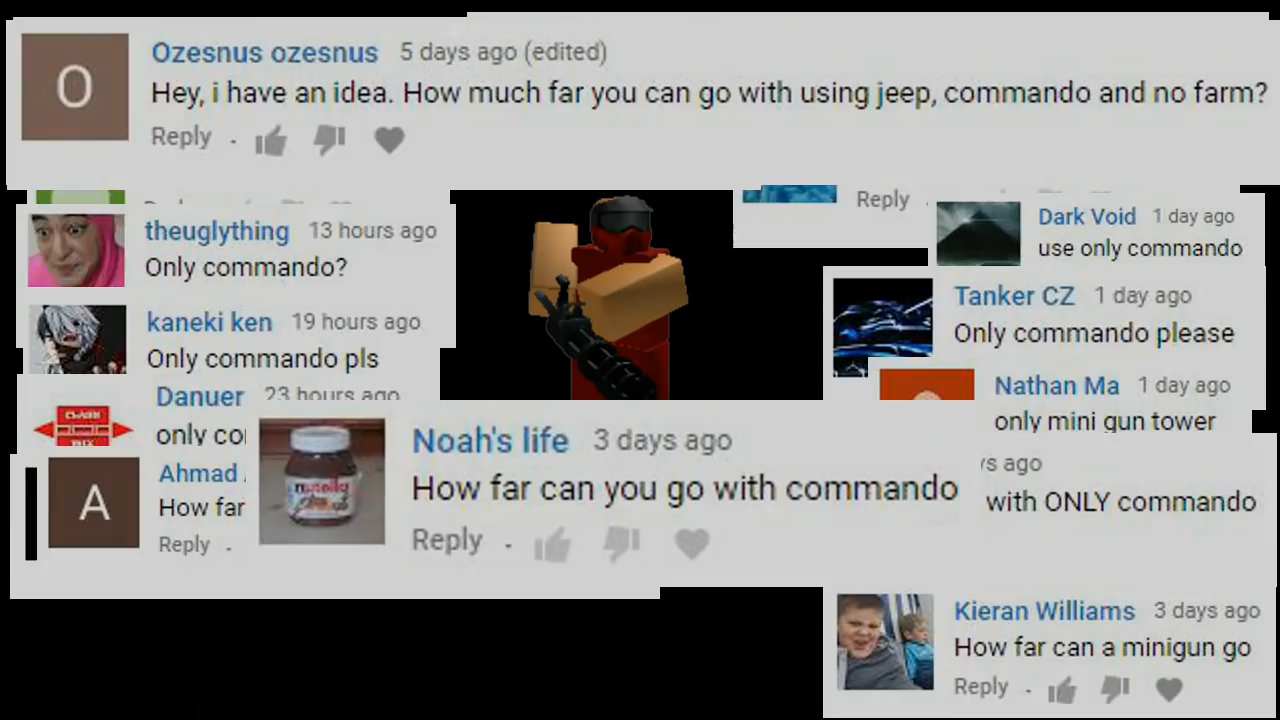 O
Ozesnus ozesnus 5 days ago (edited)
Hey, i have an idea. How much far you can go with using jeep, commando and no farm?
Reply
theuglything 13 hours ago
Only commando?
kaneki ken 19 hours ago
Only commando pls
Danuer 23 hours ago
only
A
Ahmad
How far
Reply
Noah's life 3 days ago
nutella
How far can you go with commando
Reply
Reply
Dark Void 1 day ago
use only commando
Tanker CZ 1 day ago
Only commando please
Nathan Ma 1 day ago
only mini gun tower
ago
with ONLY commando
Kieran Williams 3 days ago
How far can a minigun go
Reply